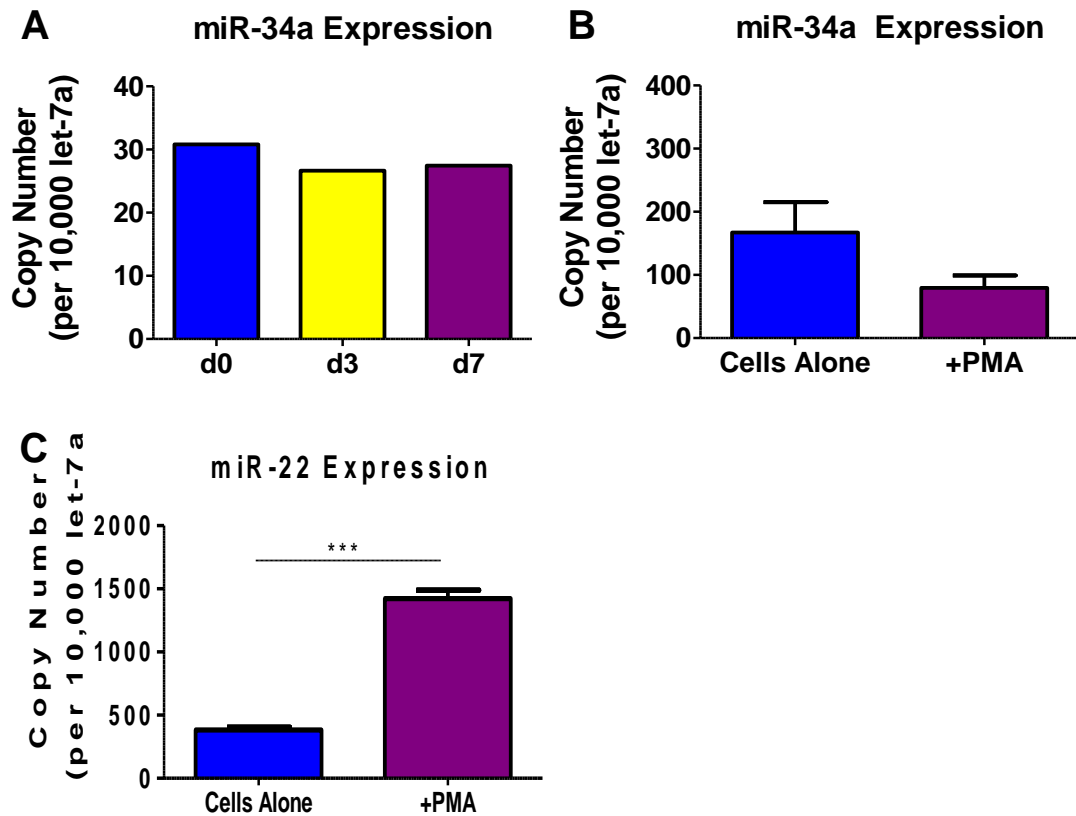 A
miR-34a Expression
Copy Number
(per 10,000 let-7a)
40
30
20
10
0
d0
d3
d7
B
miR-34a Expression
Copy Number
(per 10,000 let-7a)
400
300
200
100
0
Cells Alone
+PMA
C
miR-22 Expression
Copy Number
(per 10,000 let-7a
2000
1500
1000
500
0
***
Cells Alone
+PMA